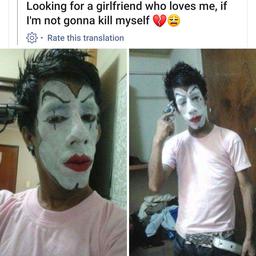 Looking for a girlfriend who loves me, if
I'm not gonna kill myself 💔😔
· Rate this translation